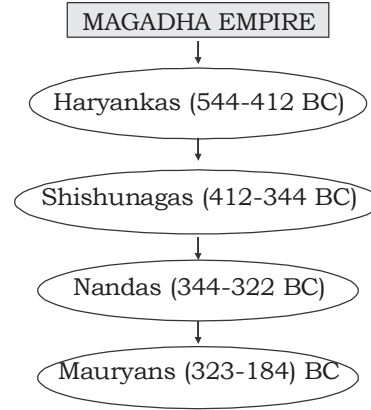 MAGADHA EMPIRE
Haryankas (544-412 BC)
Shishunagas (412-344 BC)
Nandas (344-322 BC)
Mauryans (323-184) BC